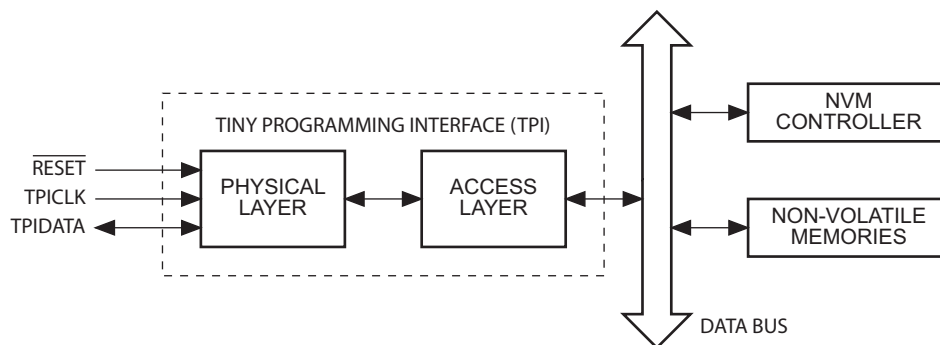 TINY PROGRAMMING INTERFACE (TPI)
RESET
TPICLK
TPIDATA
PHYSICAL
LAYER
ACCESS
LAYER
NVM
CONTROLLER
NON-VOLATILE
MEMORIES
DATA BUS